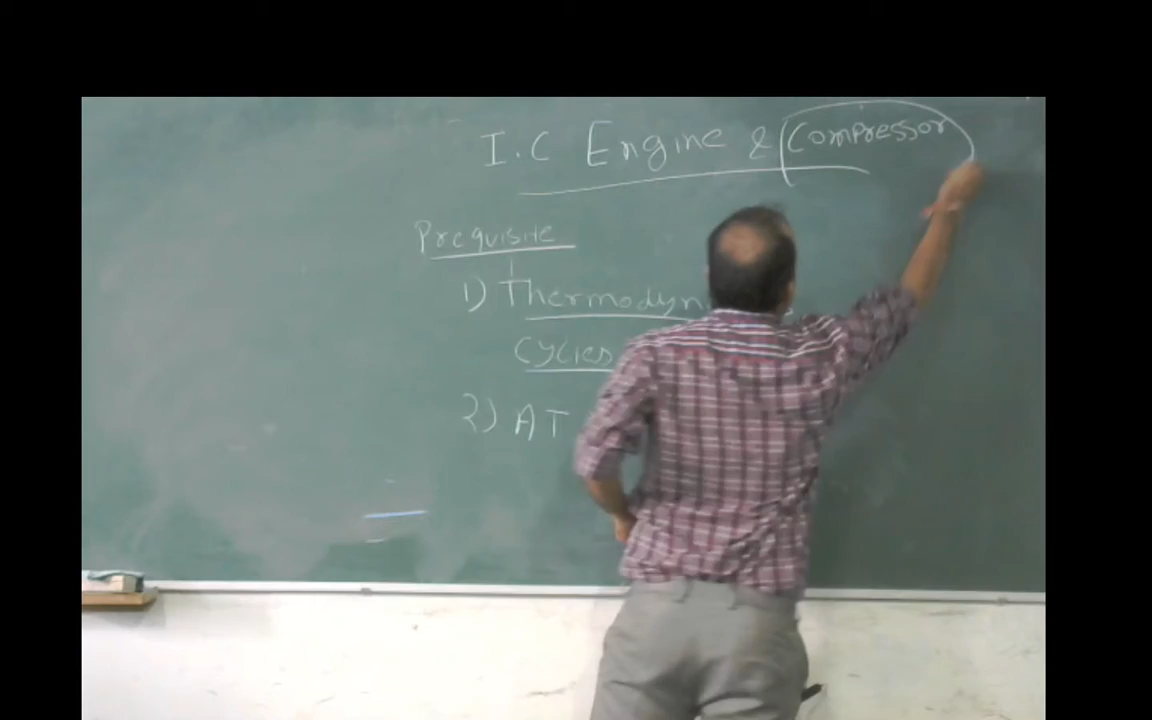 I.C Engine & Compressor
Prequisite
1) Thermodyn
Cycles
2) AT